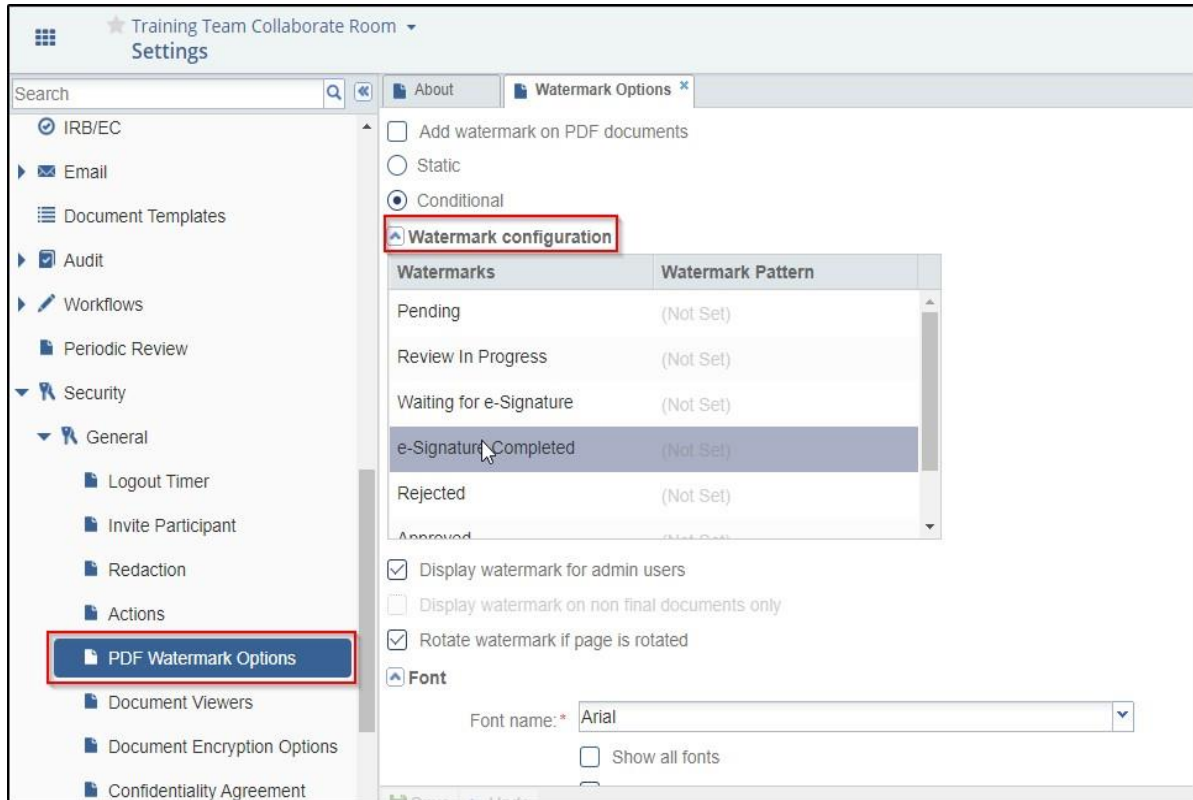 Training Team Collaborate Room
Settings
Search
IRB/EC
Email
Document Templates
Audit
Workflows
Periodic Review
Security
General
Logout Timer
Invite Participant
Redaction
Actions
PDF Watermark Options
Document Viewers
Document Encryption Options
Confidentiality Agreement
About
Watermark Options
Add watermark on PDF documents
Static
Conditional
Watermark configuration
Watermarks Watermark Pattern
Pending (Not Set)
Review In Progress (Not Set)
Waiting for e-Signature (Not Set)
e-Signature Completed (Not Set)
Rejected (Not Set)
Approved (Not Set)
Display watermark for admin users
Display watermark on non final documents only
Rotate watermark if page is rotated
Font
Font name:* Arial
Show all fonts